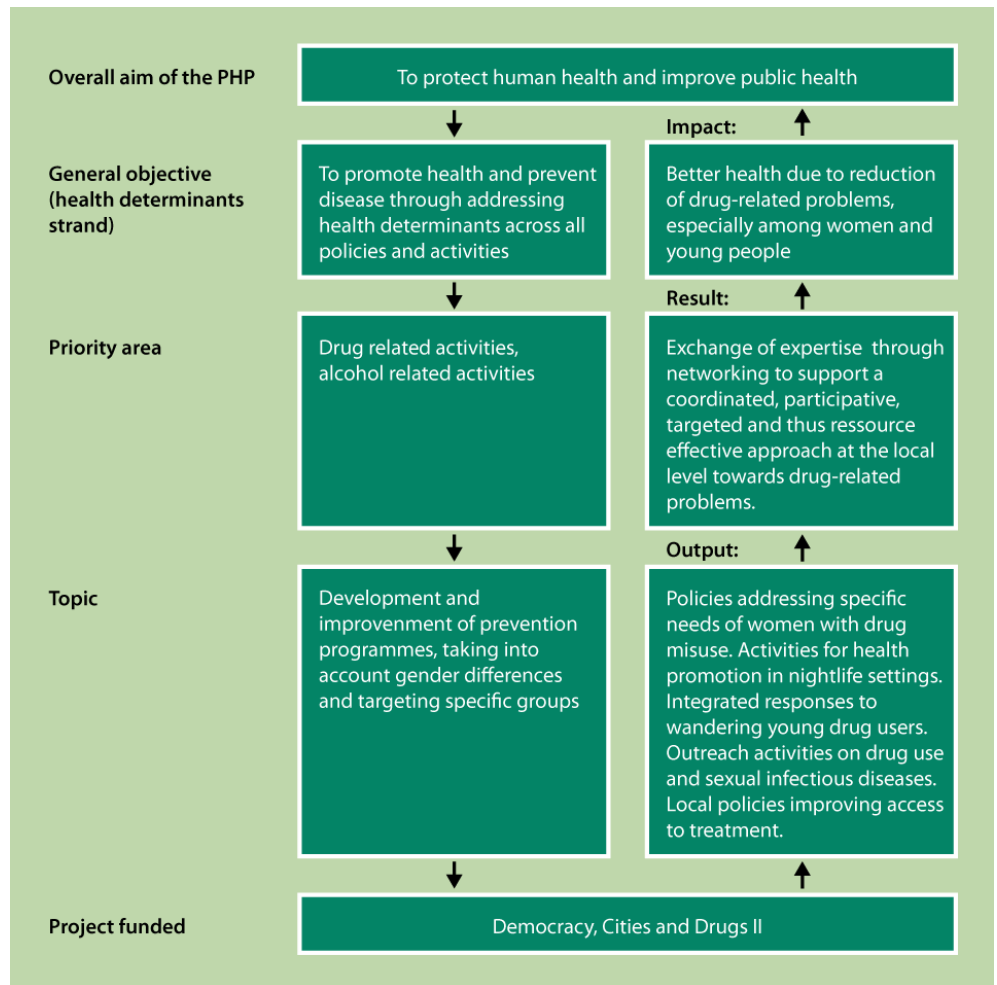 Overall aim of the PHP
To protect human health and improve public health
Impact:
General objective
(health determinants
strand)
To promote health and prevent
disease through addressing
health determinants across all
policies and activities
Better health due to reduction
of drug-related problems,
especially among women and
young people
Result:
Priority area
Drug related activities,
alcohol related activities
Exchange of expertise through
networking to support a
coordinated, participative,
targeted and thus ressource
effective approach at the local
level towards drug-related
problems.
Output:
Topic
Development and
improvenment of prevention
programmes, taking into
account gender differences
and targeting specific groups
Policies addressing specific
needs of women with drug
misuse. Activities for health
promotion in nightlife settings.
Integrated responses to
wandering young drug users.
Outreach activities on drug use
and sexual infectious diseases.
Local policies improving access
to treatment.
Project funded
Democracy, Cities and Drugs II